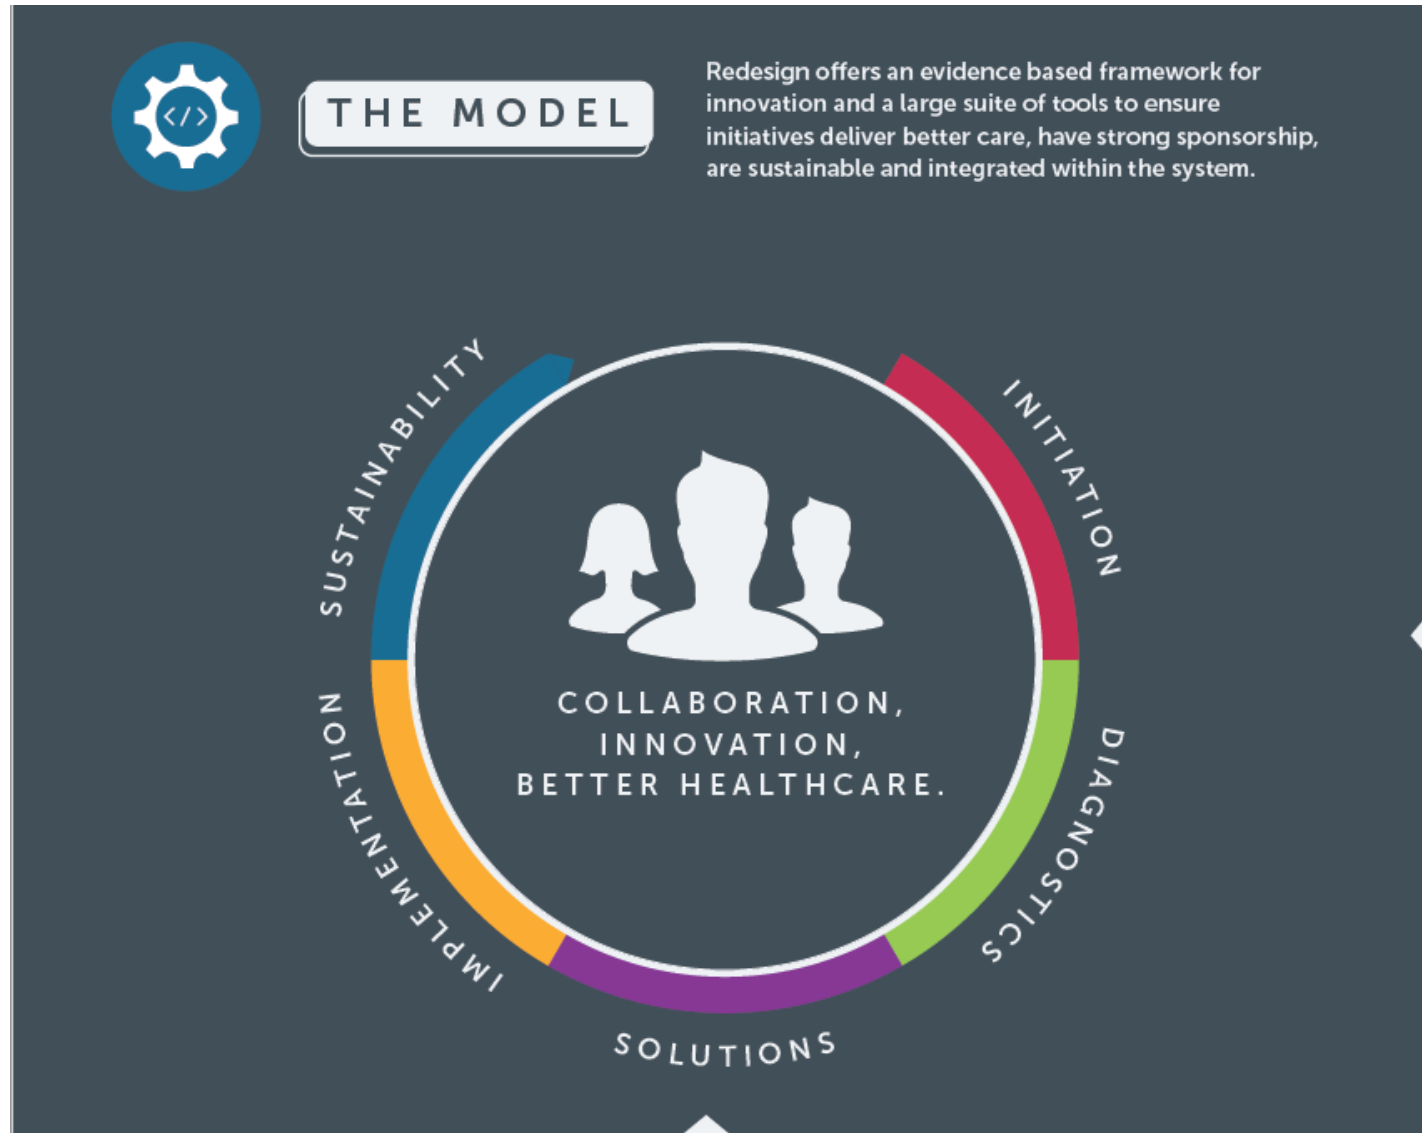 </>
THE MODEL
Redesign offers an evidence based framework for
innovation and a large suite of tools to ensure
initiatives deliver better care, have strong sponsorship,
are sustainable and integrated within the system.
INITIATION
DIAGNOSTICS
SOLUTIONS
IMPLEMENTATION
SUSTAINABILITY
COLLABORATION,
INNOVATION,
BETTER HEALTHCARE.